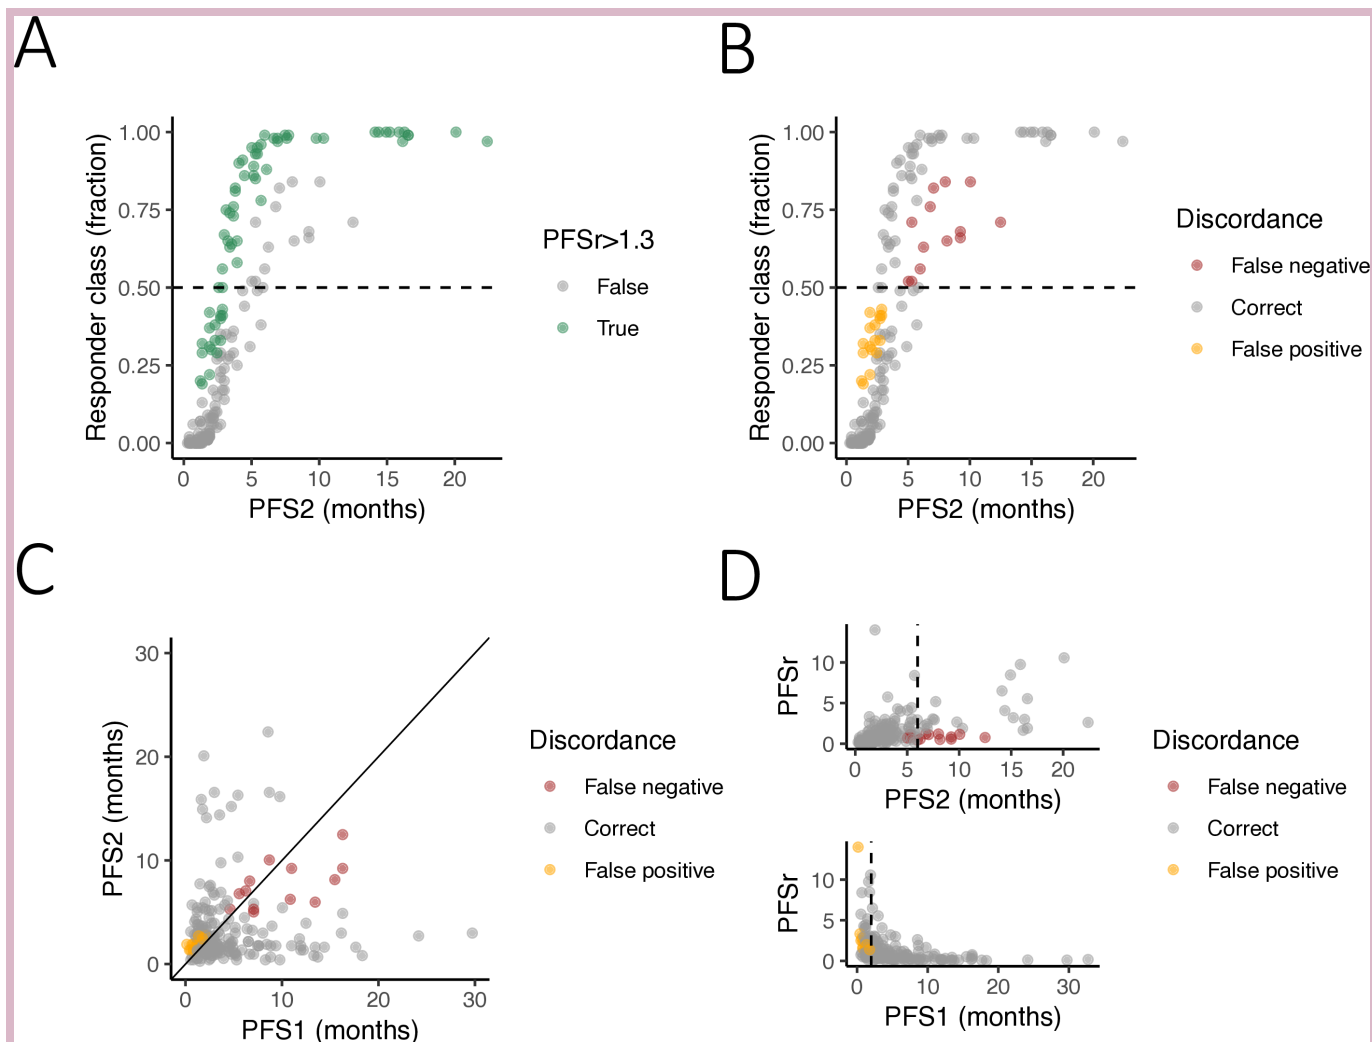 A
B
Responder class (fraction)
1.00
0.75
0.50
0.25
0.00
0
5
10
15
20
PFS2 (months)
PFSr>1.3
False
True
Responder class (fraction)
1.00
0.75
0.50
0.25
0.00
0
5
10
15
20
PFS2 (months)
Discordance
False negative
Correct
False positive
C
D
PFS2 (months)
30
20
10
0
0
10
20
30
PFS1 (months)
Discordance
False negative
Correct
False positive
PFSr
10
5
0
0
5
10
15
20
PFS2 (months)
PFSr
10
5
0
0
10
20
30
PFS1 (months)
Discordance
False negative
Correct
False positive